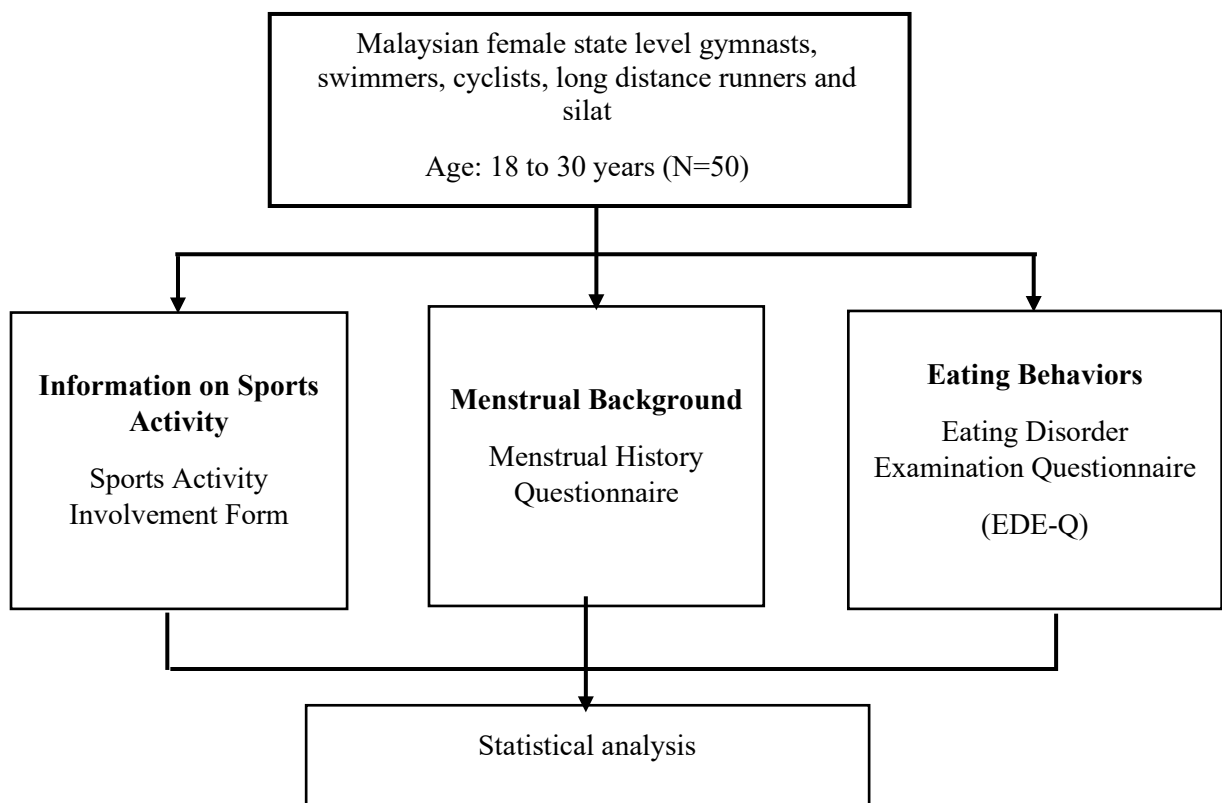 Malaysian female state level gymnasts,
swimmers, cyclists, long distance runners and
silat
Age: 18 to 30 years (N=50)
Information on Sports
Activity
Sports Activity
Involvement Form
Menstrual Background
Menstrual History
Questionnaire
Eating Behaviors
Eating Disorder
Examination Questionnaire
(EDE-Q)
Statistical analysis